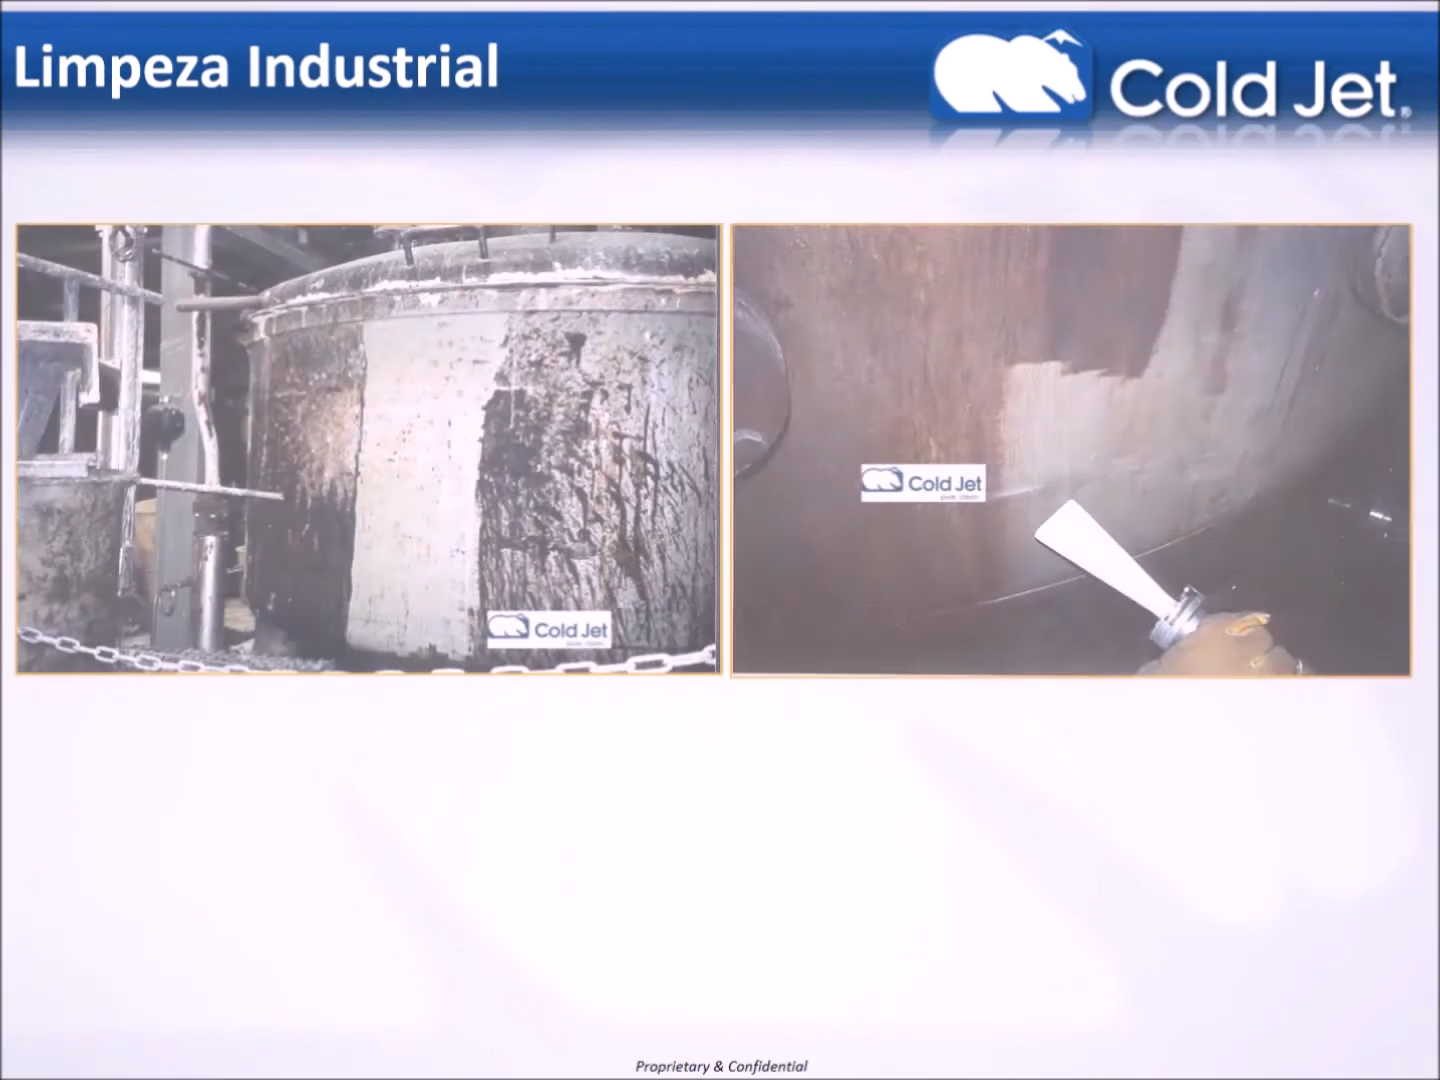 Limpeza Industrial
Cold Jet®
Cold Jet
Cold Jet
Proprietary & Confidential